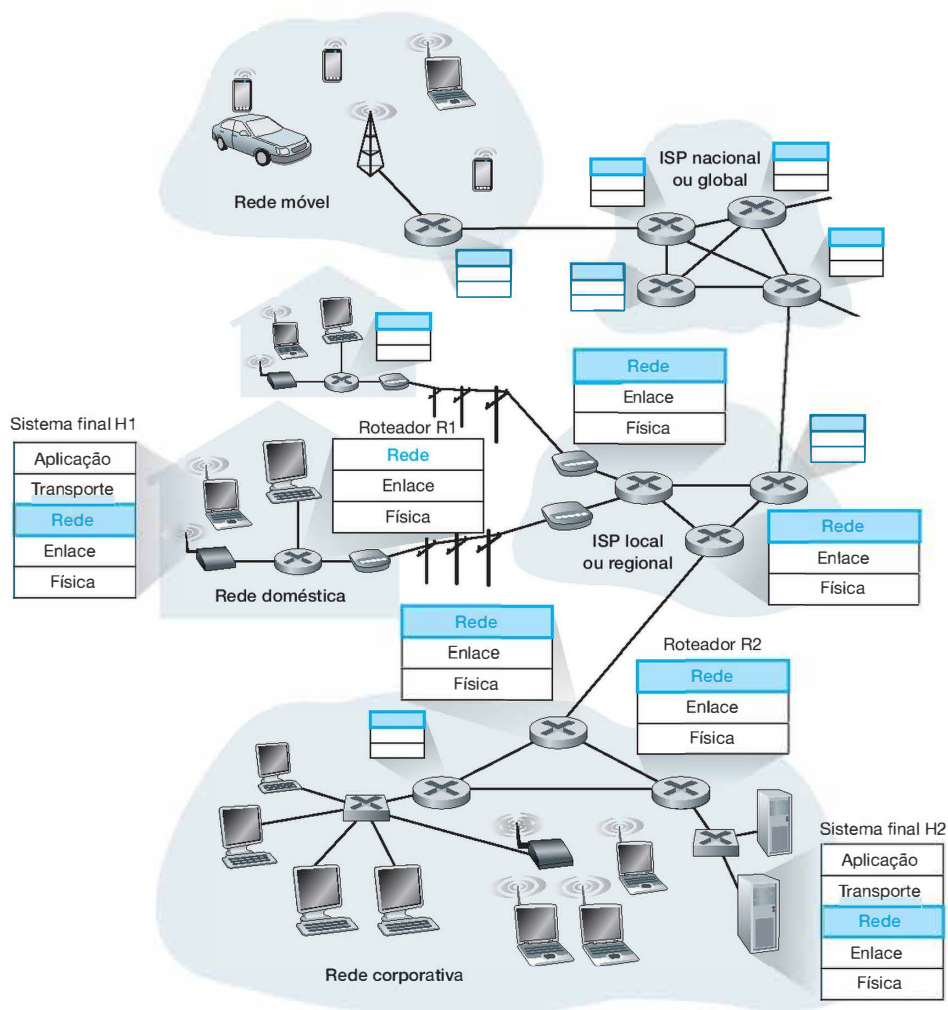 ISP nacional
ou global
Rede móvel
Rede
Enlace
Física
Sistema final H1
Aplicação
Transporte
Rede
Enlace
Física
Roteador R1
Rede
Enlace
Física
ISP local
ou regional
Rede
Enlace
Física
Rede doméstica
Rede
Enlace
Física
Roteador R2
Rede
Enlace
Física
Sistema final H2
Aplicação
Transporte
Rede
Enlace
Física
Rede corporativa